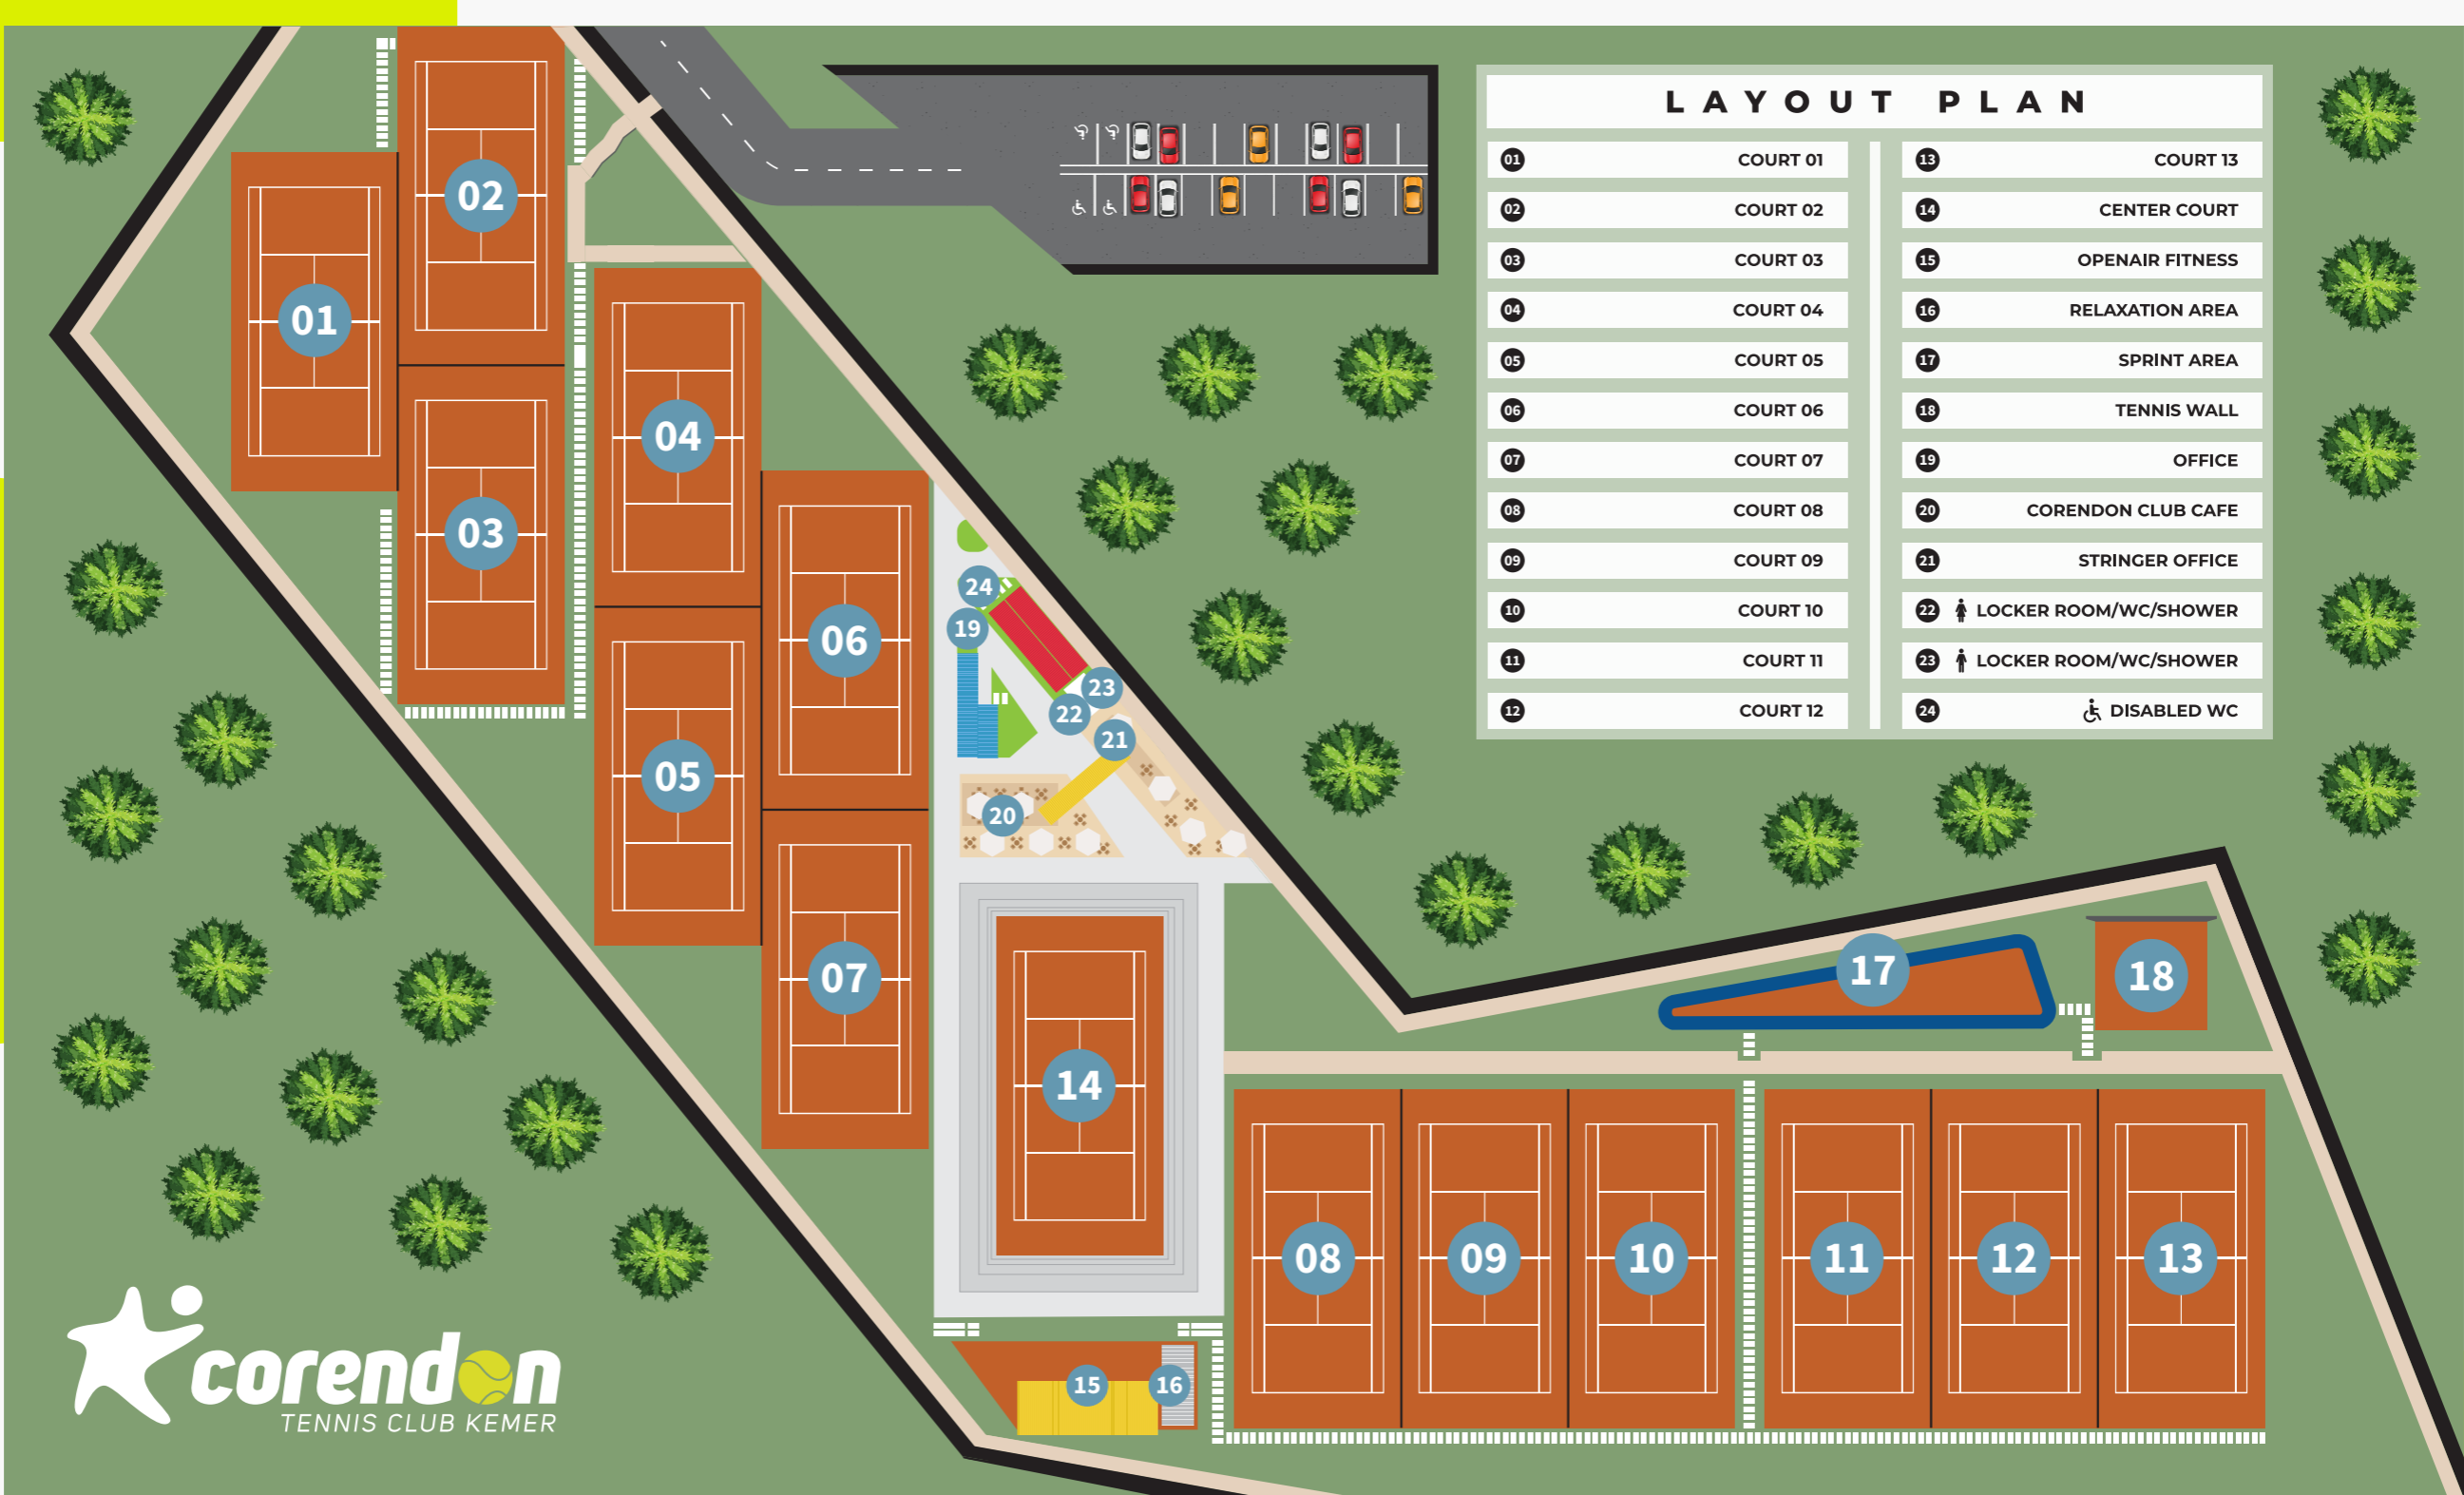 LAYOUT PLAN
01 COURT 01
02 COURT 02
03 COURT 03
04 COURT 04
05 COURT 05
06 COURT 06
07 COURT 07
08 COURT 08
09 COURT 09
10 COURT 10
11 COURT 11
12 COURT 12
13 COURT 13
14 CENTER COURT
15 OPENAIR FITNESS
16 RELAXATION AREA
17 SPRINT AREA
18 TENNIS WALL
19 OFFICE
20 CORENDON CLUB CAFE
21 STRINGER OFFICE
22 LOCKER ROOM/WC/SHOWER
23 LOCKER ROOM/WC/SHOWER
24 DISABLED WC
02
01
04
03
24
19
06
23
22
21
05
20
17
18
07
14
08
09
10
11
12
13
15
16
corendon
TENNIS CLUB KEMER